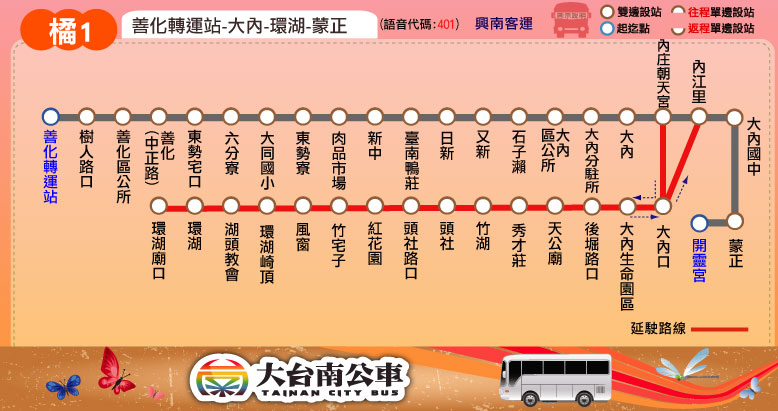 橘1
善化轉運站-大內-環湖-蒙正
(語音代碼:401)
興南客運
雙邊設站
往程單邊設站
起迄點
返程單邊設站
善化轉運站
樹人路口
善化區公所
善化(中正路)
東勢宅口
六分寮
大同國小
東勢寮
肉品市場
新中
臺南鴨莊
日新
又新
石子瀨
大內區公所
大內分駐所
大內
內庄朝天宮
內江里
大內國中
環湖廟口
環湖
湖頭教會
環湖崎頂
風窗
竹宅子
紅花園
頭社路口
頭社
竹湖
秀才莊
天公廟
後堀路口
大內生命園區
大內口
開靈宮
蒙正
延駛路線
大台南公車
TAINAN CITY BUS